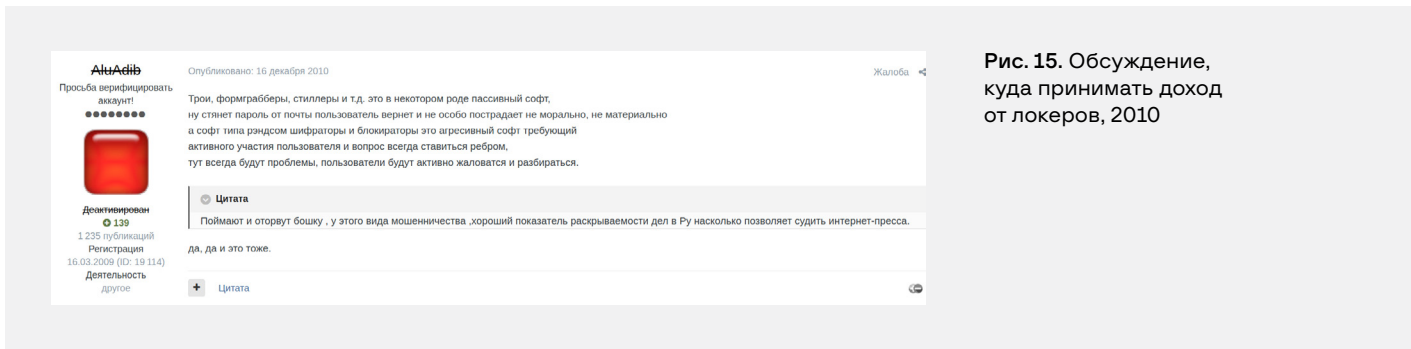 AluAdib
Просьба верифицировать
аккаунт!
Деактивирован
139
1 235 публикаций
Регистрация
16.03.2009 (ID: 19 114)
Деятельность
другое
Опубликовано: 16 декабря 2010
Жалоба
Трои, формграбберы, стиллеры и т.д. это в некотором роде пассивный софт,
ну стянет пароль от почты пользователь вернет и не особо пострадает не морально, не материально
а софт типа рэндсом шифраторы и блокираторы это агресивный софт требующий
активного участия пользователя и вопрос всегда ставиться ребром,
тут всегда будут проблемы, пользователи будут активно жаловатся и разбираться.
Цитата
Поймают и оторвут бошку , у этого вида мошенничества ,хороший показатель раскрываемости дел в Ру насколько позволяет судить интернет-пресса.
да, да и это тоже.
+ Цитата
Рис. 15. Обсуждение,
куда принимать доход
от локеров, 2010